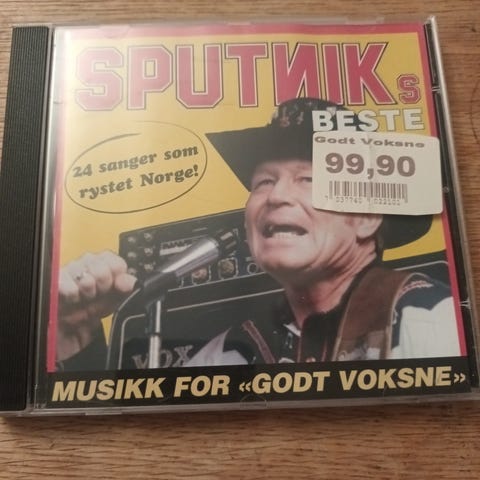 SPUTNIKs
BESTE
24 sanger som
rystet Norge!
Godt Voksne
99,90
VOX
MUSIKK FOR «GODT VOKSNE»